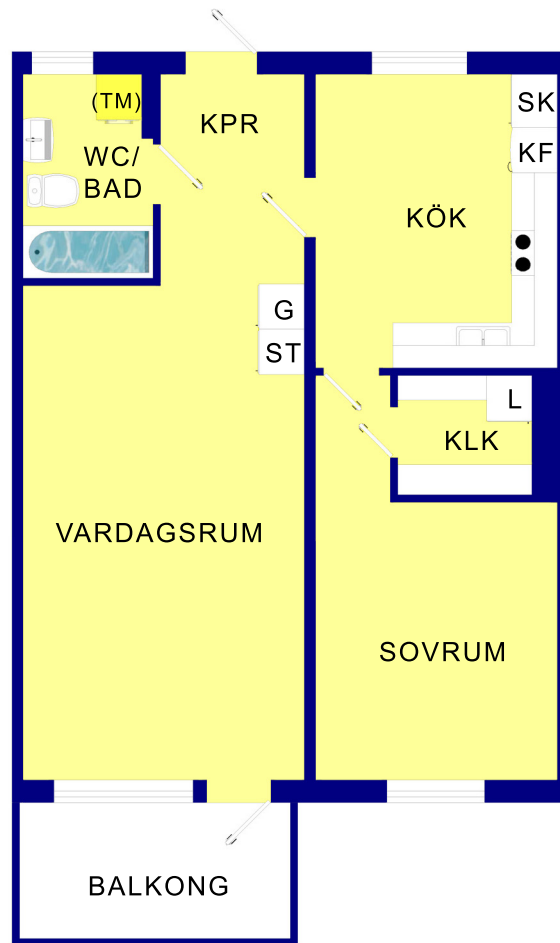 (TM)
SK
KPR
WC/
BAD
KF
KÖK
G
ST
L
KLK
VARDAGSRUM
SOVRUM
BALKONG